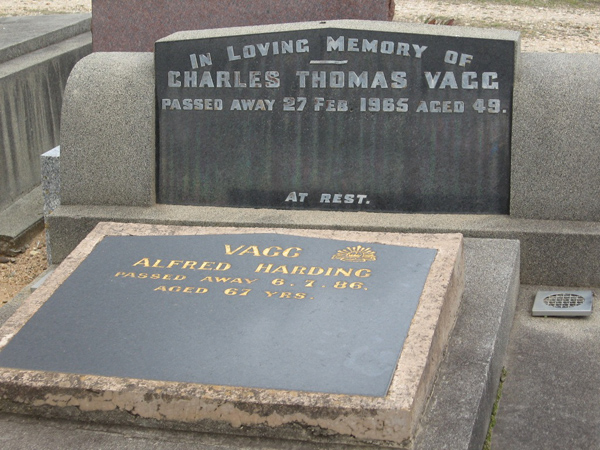 In Loving Memory of
Charles Thomas Vagg
Passed away 27 Feb. 1965 aged 49.
At Rest.
VAGG
ALFRED HARDING
PASSED AWAY 6.7.86.
AGED 67 YRS.